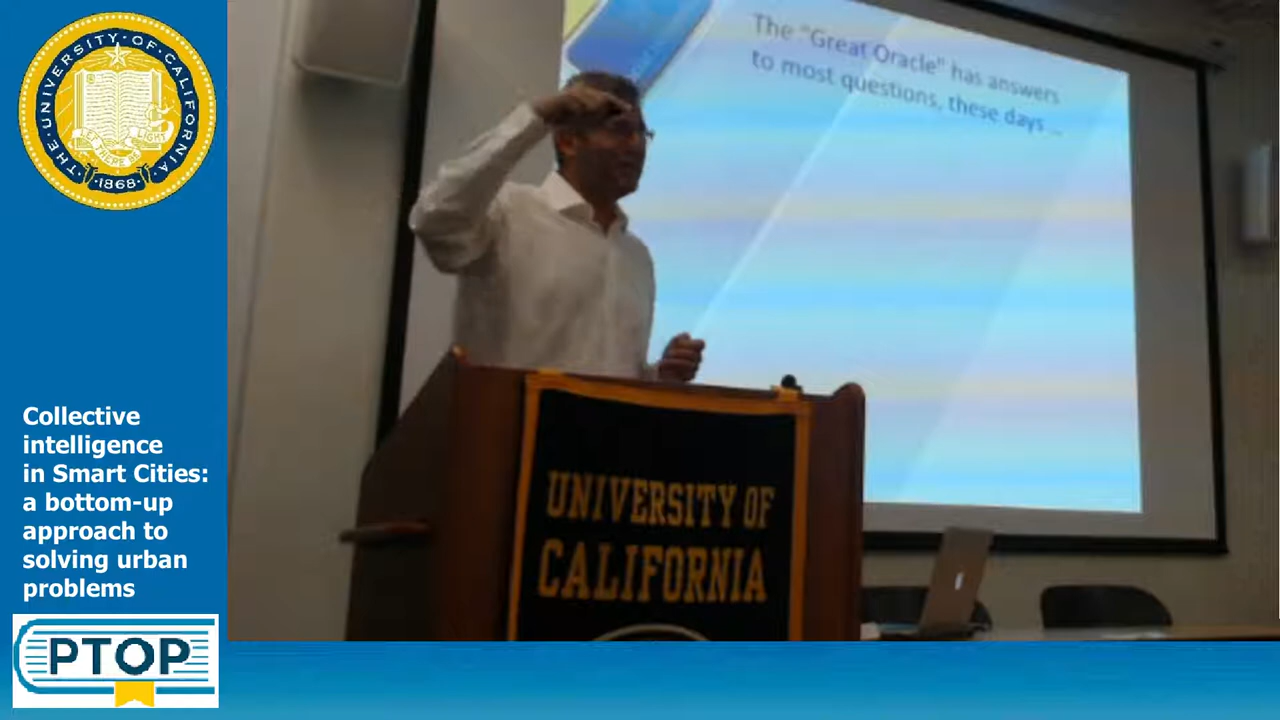 THE·UNIVERSITY·OF·CALIFORNIA
LET THERE BE LIGHT
·1868·
Collective
intelligence
in Smart Cities:
a bottom-up
approach to
solving urban
problems
PTOP
The "Great Oracle" has answers
to most questions, these days ...
UNIVERSITY OF
CALIFORNIA